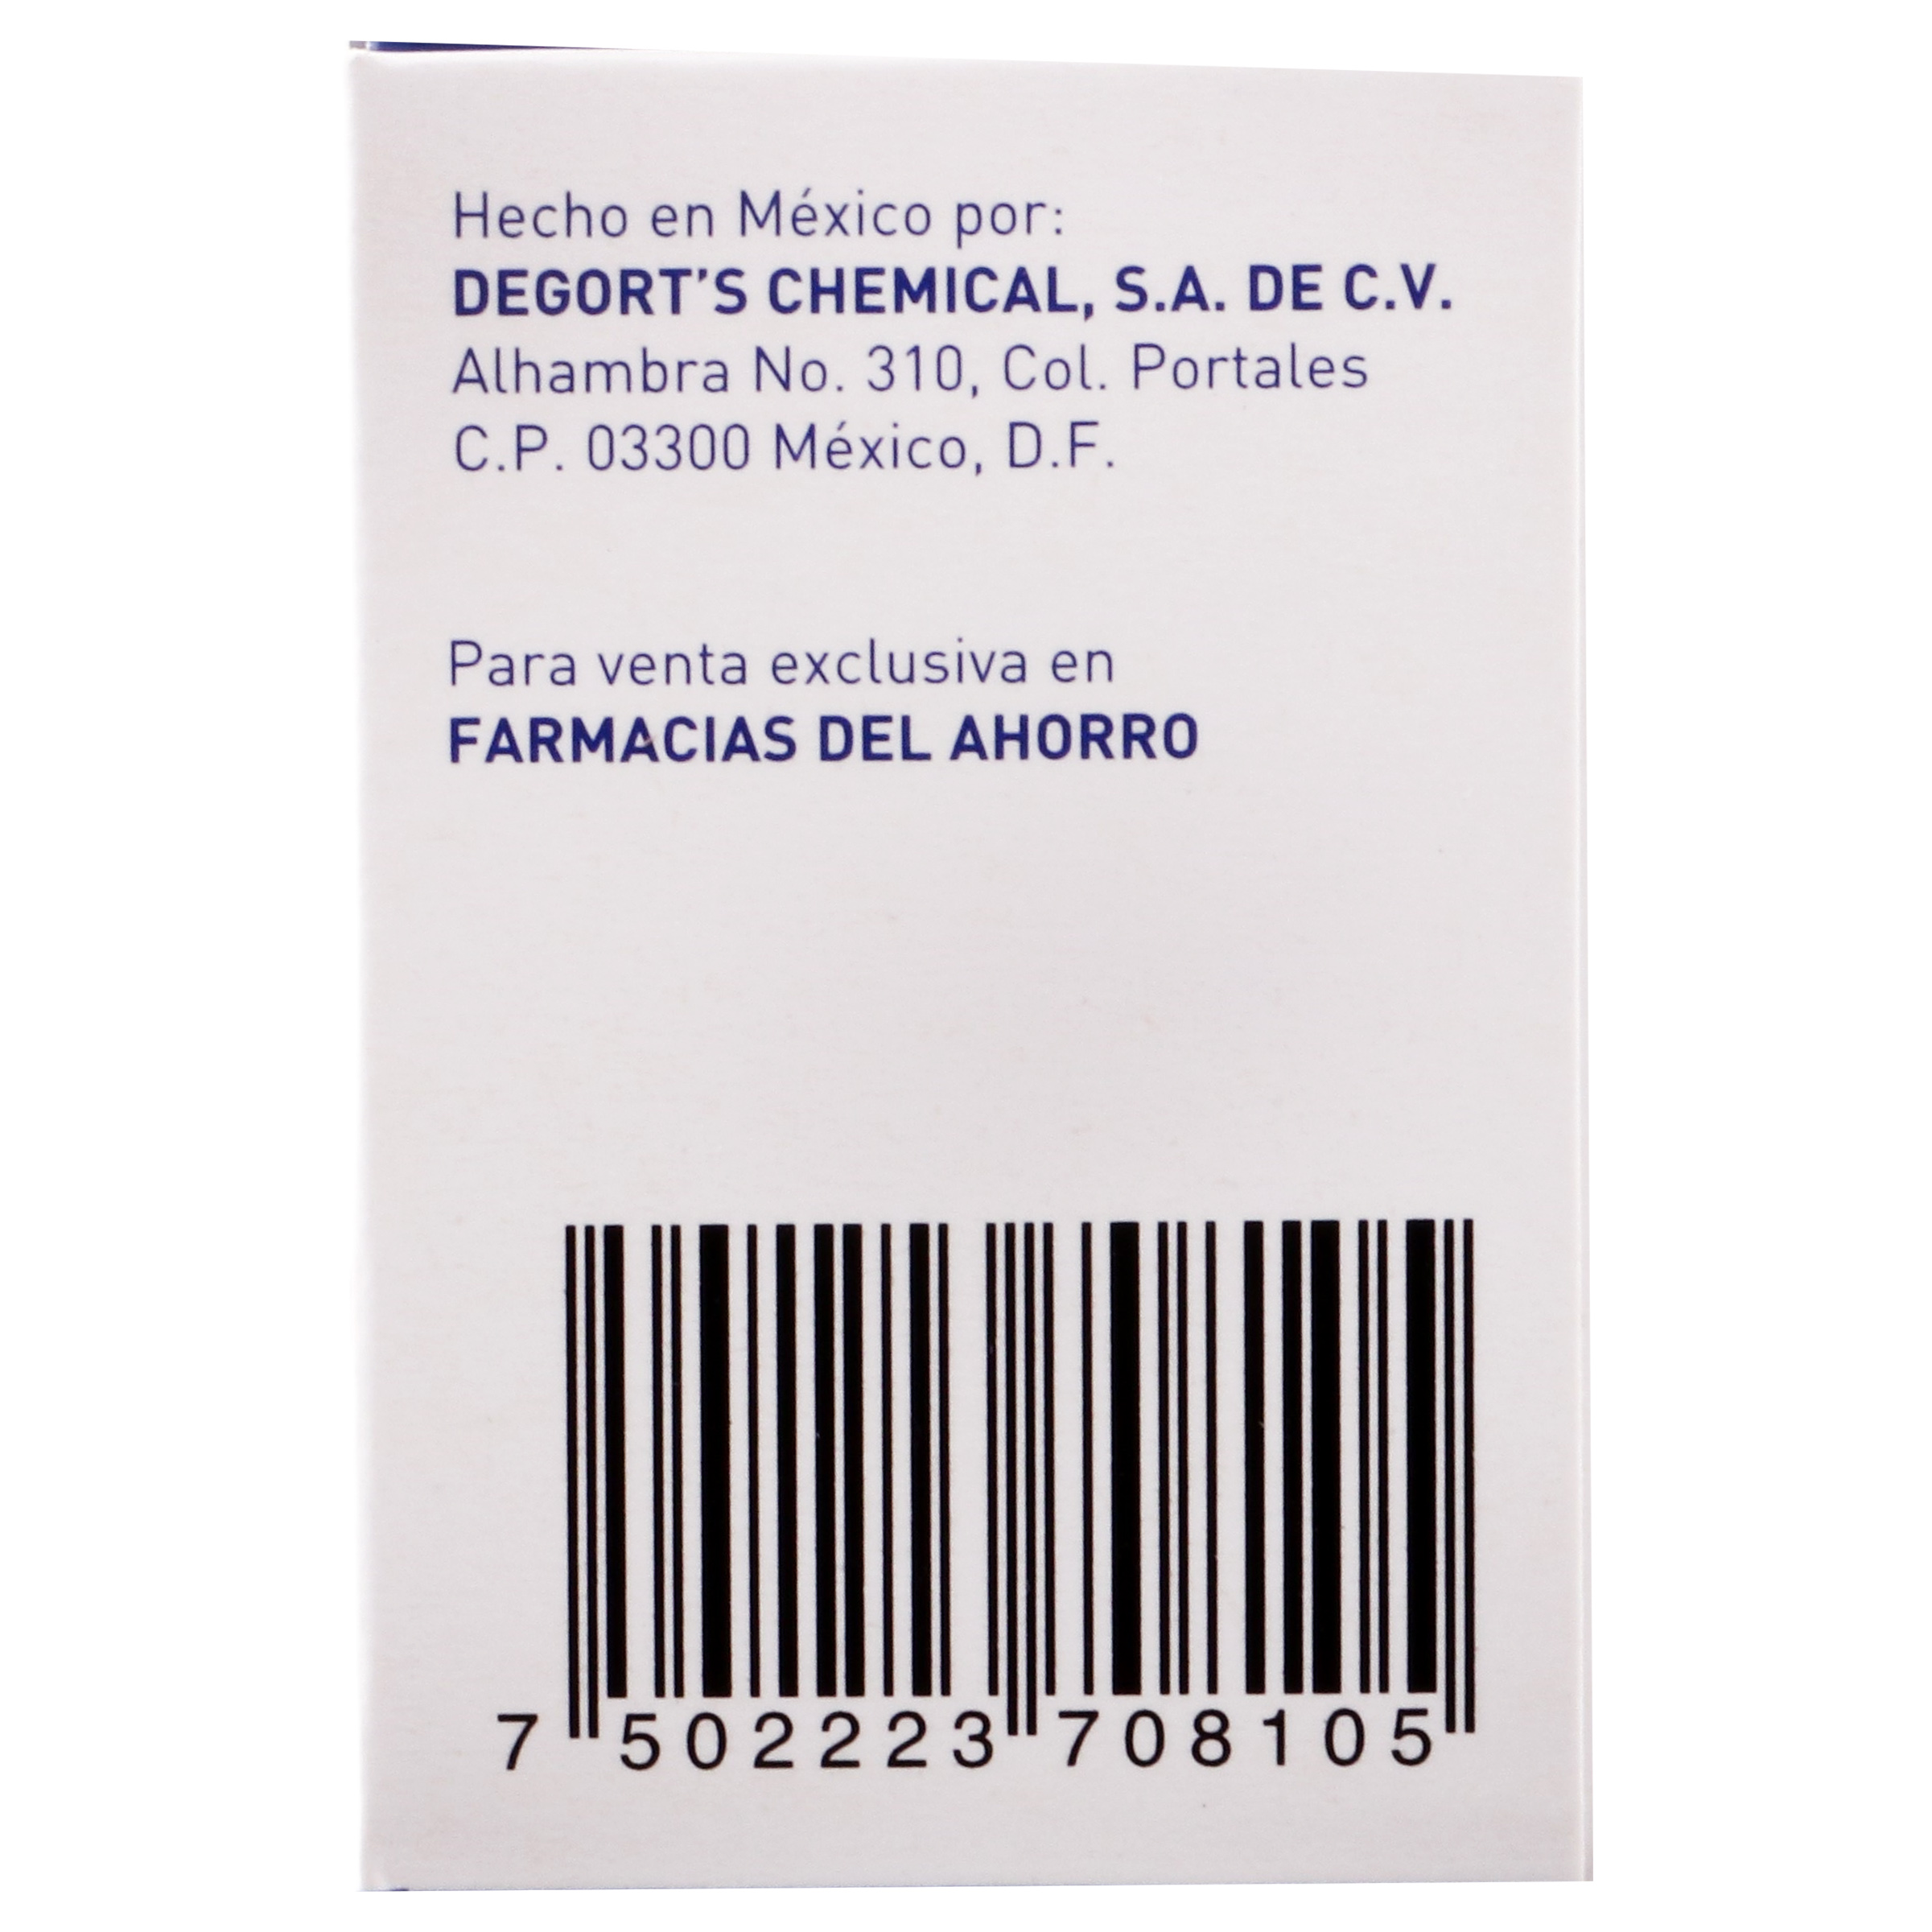 Hecho en México por:
DEGORT'S CHEMICAL, S.A. DE C.V.
Alhambra No. 310, Col. Portales
C.P. 03300 México, D.F.
Para venta exclusiva en
FARMACIAS DEL AHORRO
7 502223 708105